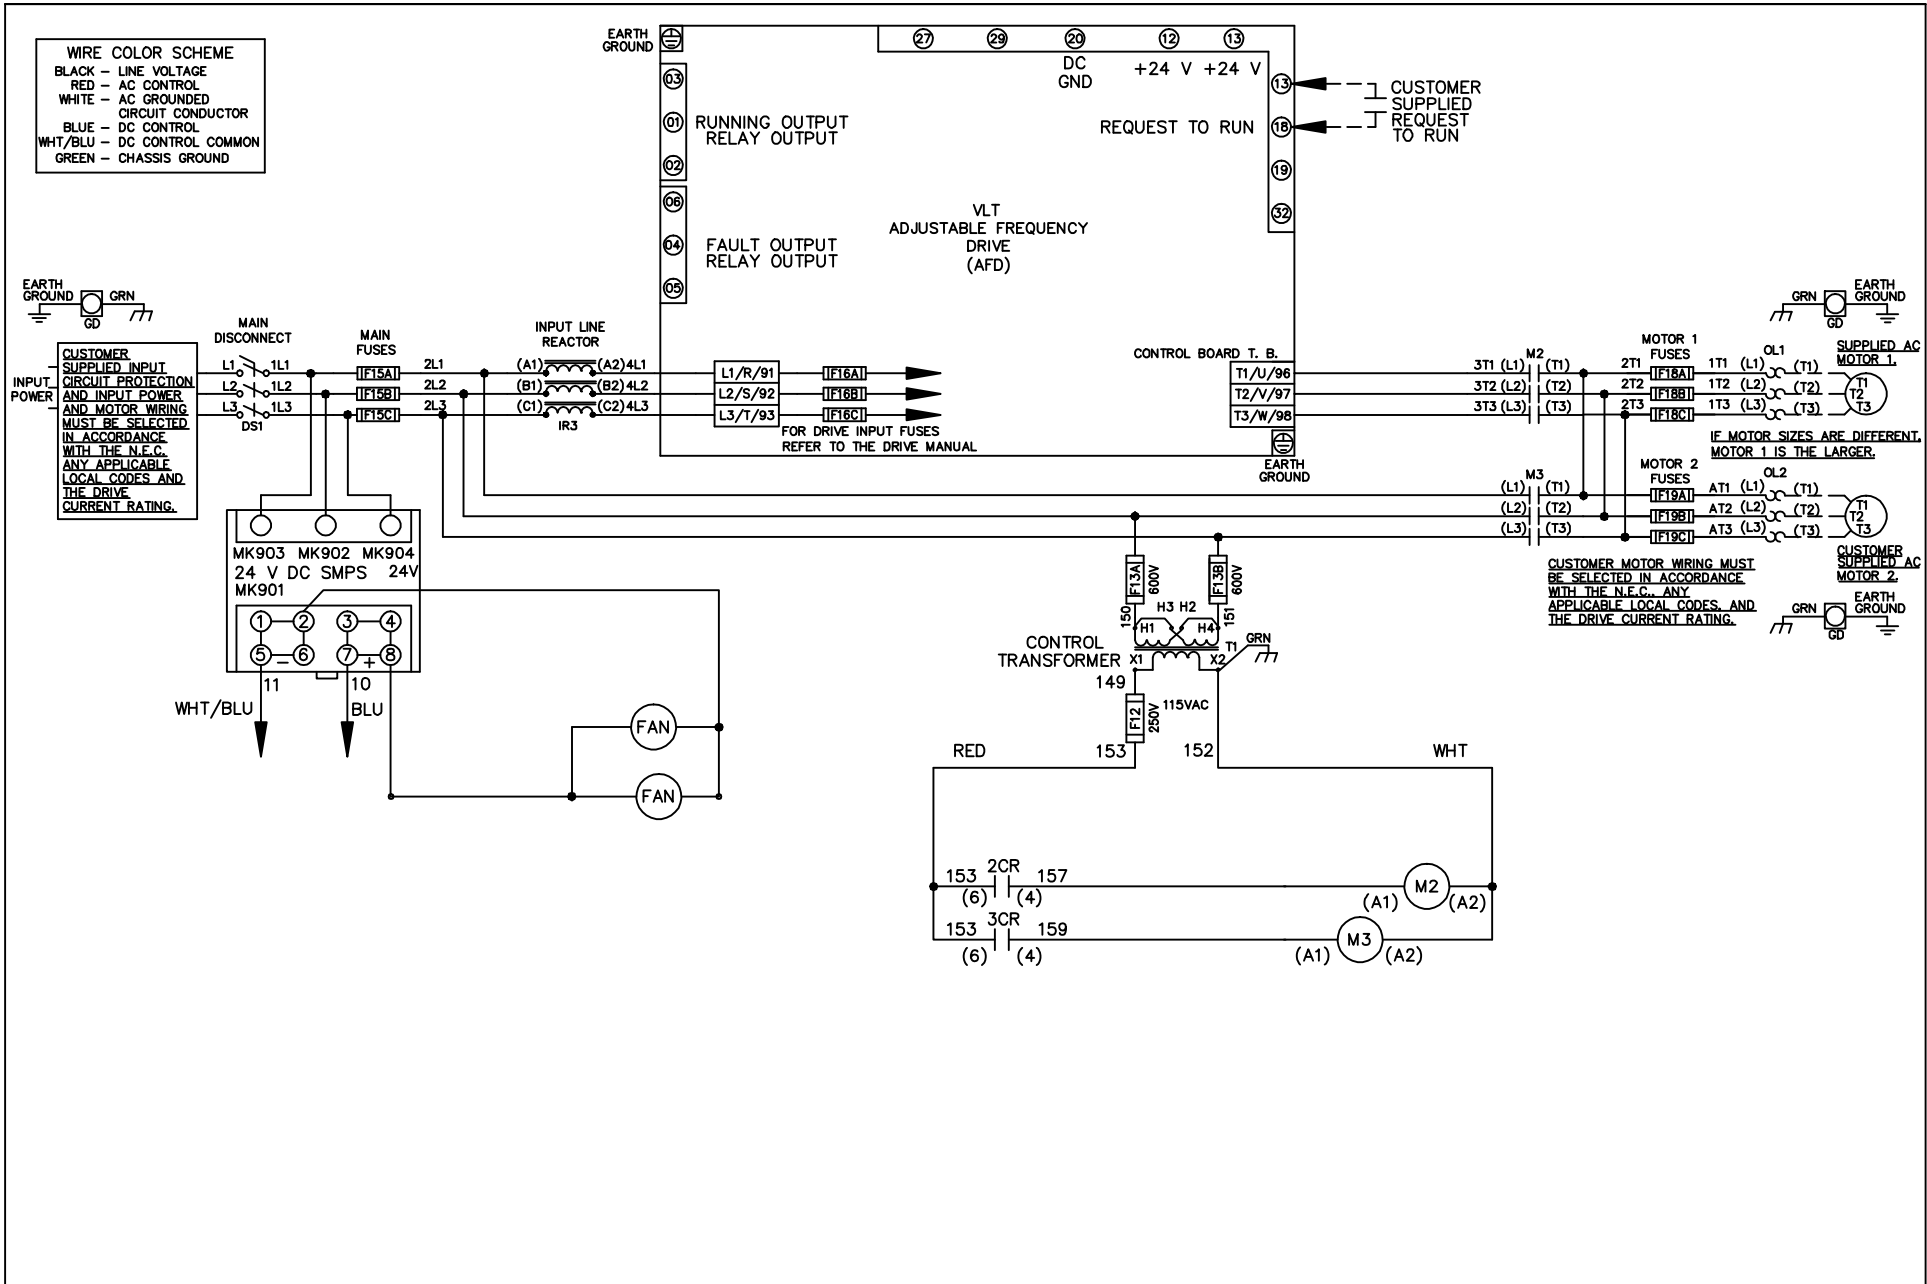 WIRE COLOR SCHEME
BLACK – LINE VOLTAGE
RED – AC CONTROL
WHITE – AC GROUNDED
CIRCUIT CONDUCTOR
BLUE – DC CONTROL
WHT/BLU – DC CONTROL COMMON
GREEN – CHASSIS GROUND
EARTH
GROUND
27 29 20 12 13
DC
GND
+24 V +24 V
03
01
02
RUNNING OUTPUT
RELAY OUTPUT
06
04
05
FAULT OUTPUT
RELAY OUTPUT
VLT
ADJUSTABLE FREQUENCY
DRIVE
(AFD)
REQUEST TO RUN
13
18
19
32
CUSTOMER
SUPPLIED
REQUEST
TO RUN
EARTH
GROUND
GRN
GD
INPUT
POWER
CUSTOMER
SUPPLIED INPUT
CIRCUIT PROTECTION
AND INPUT POWER
AND MOTOR WIRING
MUST BE SELECTED
IN ACCORDANCE
WITH THE N.E.C.
ANY APPLICABLE
LOCAL CODES AND
THE DRIVE
CURRENT RATING.
MAIN
DISCONNECT
L1 1L1
L2 1L2
L3 1L3
DS1
MAIN
FUSES
F15A
F15B
F15C
2L1
2L2
2L3
INPUT LINE
REACTOR
(A1) (A2) 4L1
(B1) (B2) 4L2
(C1) (C2) 4L3
IR3
L1/R/91
L2/S/92
L3/T/93
F16A
F16B
F16C
FOR DRIVE INPUT FUSES
REFER TO THE DRIVE MANUAL
CONTROL BOARD T. B.
T1/U/96
T2/V/97
T3/W/98
EARTH
GROUND
M2
3T1 (L1) (T1)
3T2 (L2) (T2)
3T3 (L3) (T3)
MOTOR 1
FUSES
2T1 F18A 1T1 (L1)
2T2 F18B 1T2 (L2)
2T3 F18C 1T3 (L3)
OL1
(T1)
(T2)
(T3)
T1
T2
T3
GRN
GD
EARTH
GROUND
SUPPLIED AC
MOTOR 1.
IF MOTOR SIZES ARE DIFFERENT,
MOTOR 1 IS THE LARGER.
M3
(L1) (T1)
(L2) (T2)
(L3) (T3)
MOTOR 2
FUSES
F19A AT1 (L1)
F19B AT2 (L2)
F19C AT3 (L3)
OL2
(T1)
(T2)
(T3)
T1
T2
T3
CUSTOMER
SUPPLIED AC
MOTOR 2.
CUSTOMER MOTOR WIRING MUST
BE SELECTED IN ACCORDANCE
WITH THE N.E.C., ANY
APPLICABLE LOCAL CODES, AND
THE DRIVE CURRENT RATING.
GRN
GD
EARTH
GROUND
MK903 MK902 MK904
24 V DC SMPS 24V
MK901
1 2 3 4
5 – 6 7 + 8
11 10
WHT/BLU
BLU
FAN
FAN
F13A
600V
F13B
600V
150
151
H3 H2
H1 H4
CONTROL
TRANSFORMER
X1 X2
T1
GRN
149
F12
250V
115VAC
RED 153 152 WHT
2CR
153 157
(6) (4)
M2
(A1) (A2)
3CR
153 159
(6) (4)
M3
(A1) (A2)